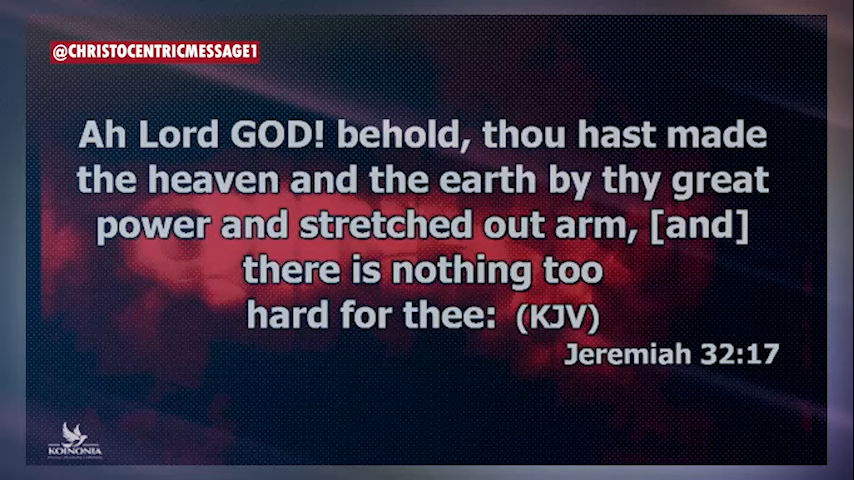 @CHRISTOCENTRICMESSAGE1
Ah Lord GOD! behold, thou hast made
the heaven and the earth by thy great
power and stretched out arm, [and]
there is nothing too
hard for thee: (KJV)
Jeremiah 32:17
KOINONIA